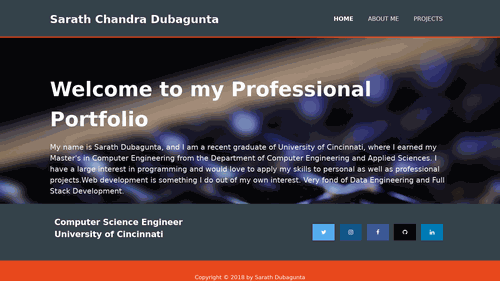 Sarath Chandra Dubagunta
HOME ABOUT ME PROJECTS
Welcome to my Professional
Portfolio
My name is Sarath Dubagunta, and I am a recent graduate of University of Cincinnati, where I earned my
Master's in Computer Engineering from the Department of Computer Engineering and Applied Sciences. I
have a large interest in programming and would love to apply my skills to personal as well as professional
projects.Web development is something I do out of my own interest. Very fond of Data Engineering and Full
Stack Development.
Computer Science Engineer
University of Cincinnati
Copyright © 2018 by Sarath Dubagunta